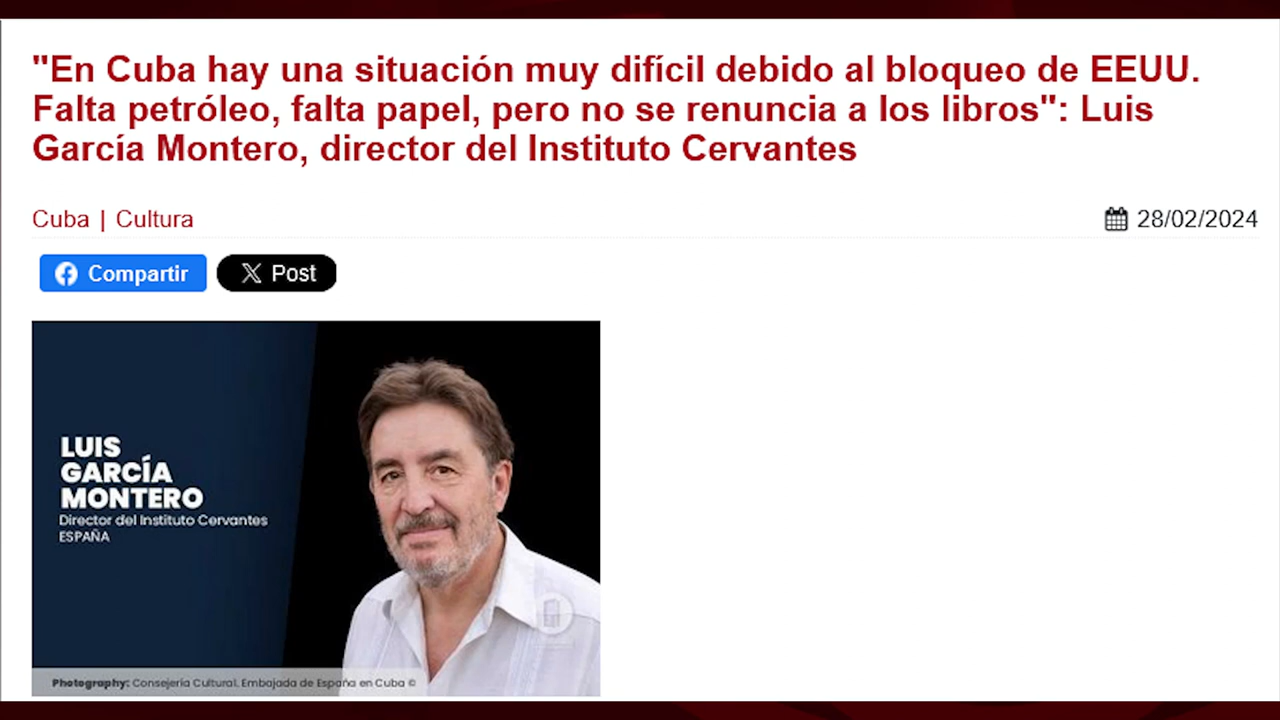 "En Cuba hay una situación muy difícil debido al bloqueo de EEUU.
Falta petróleo, falta papel, pero no se renuncia a los libros": Luis
García Montero, director del Instituto Cervantes
Cuba | Cultura
28/02/2024
Compartir
Post
LUIS
GARCÍA
MONTERO
Director del Instituto Cervantes
ESPAÑA
Photography: Consejería Cultural. Embajada de España en Cuba ©